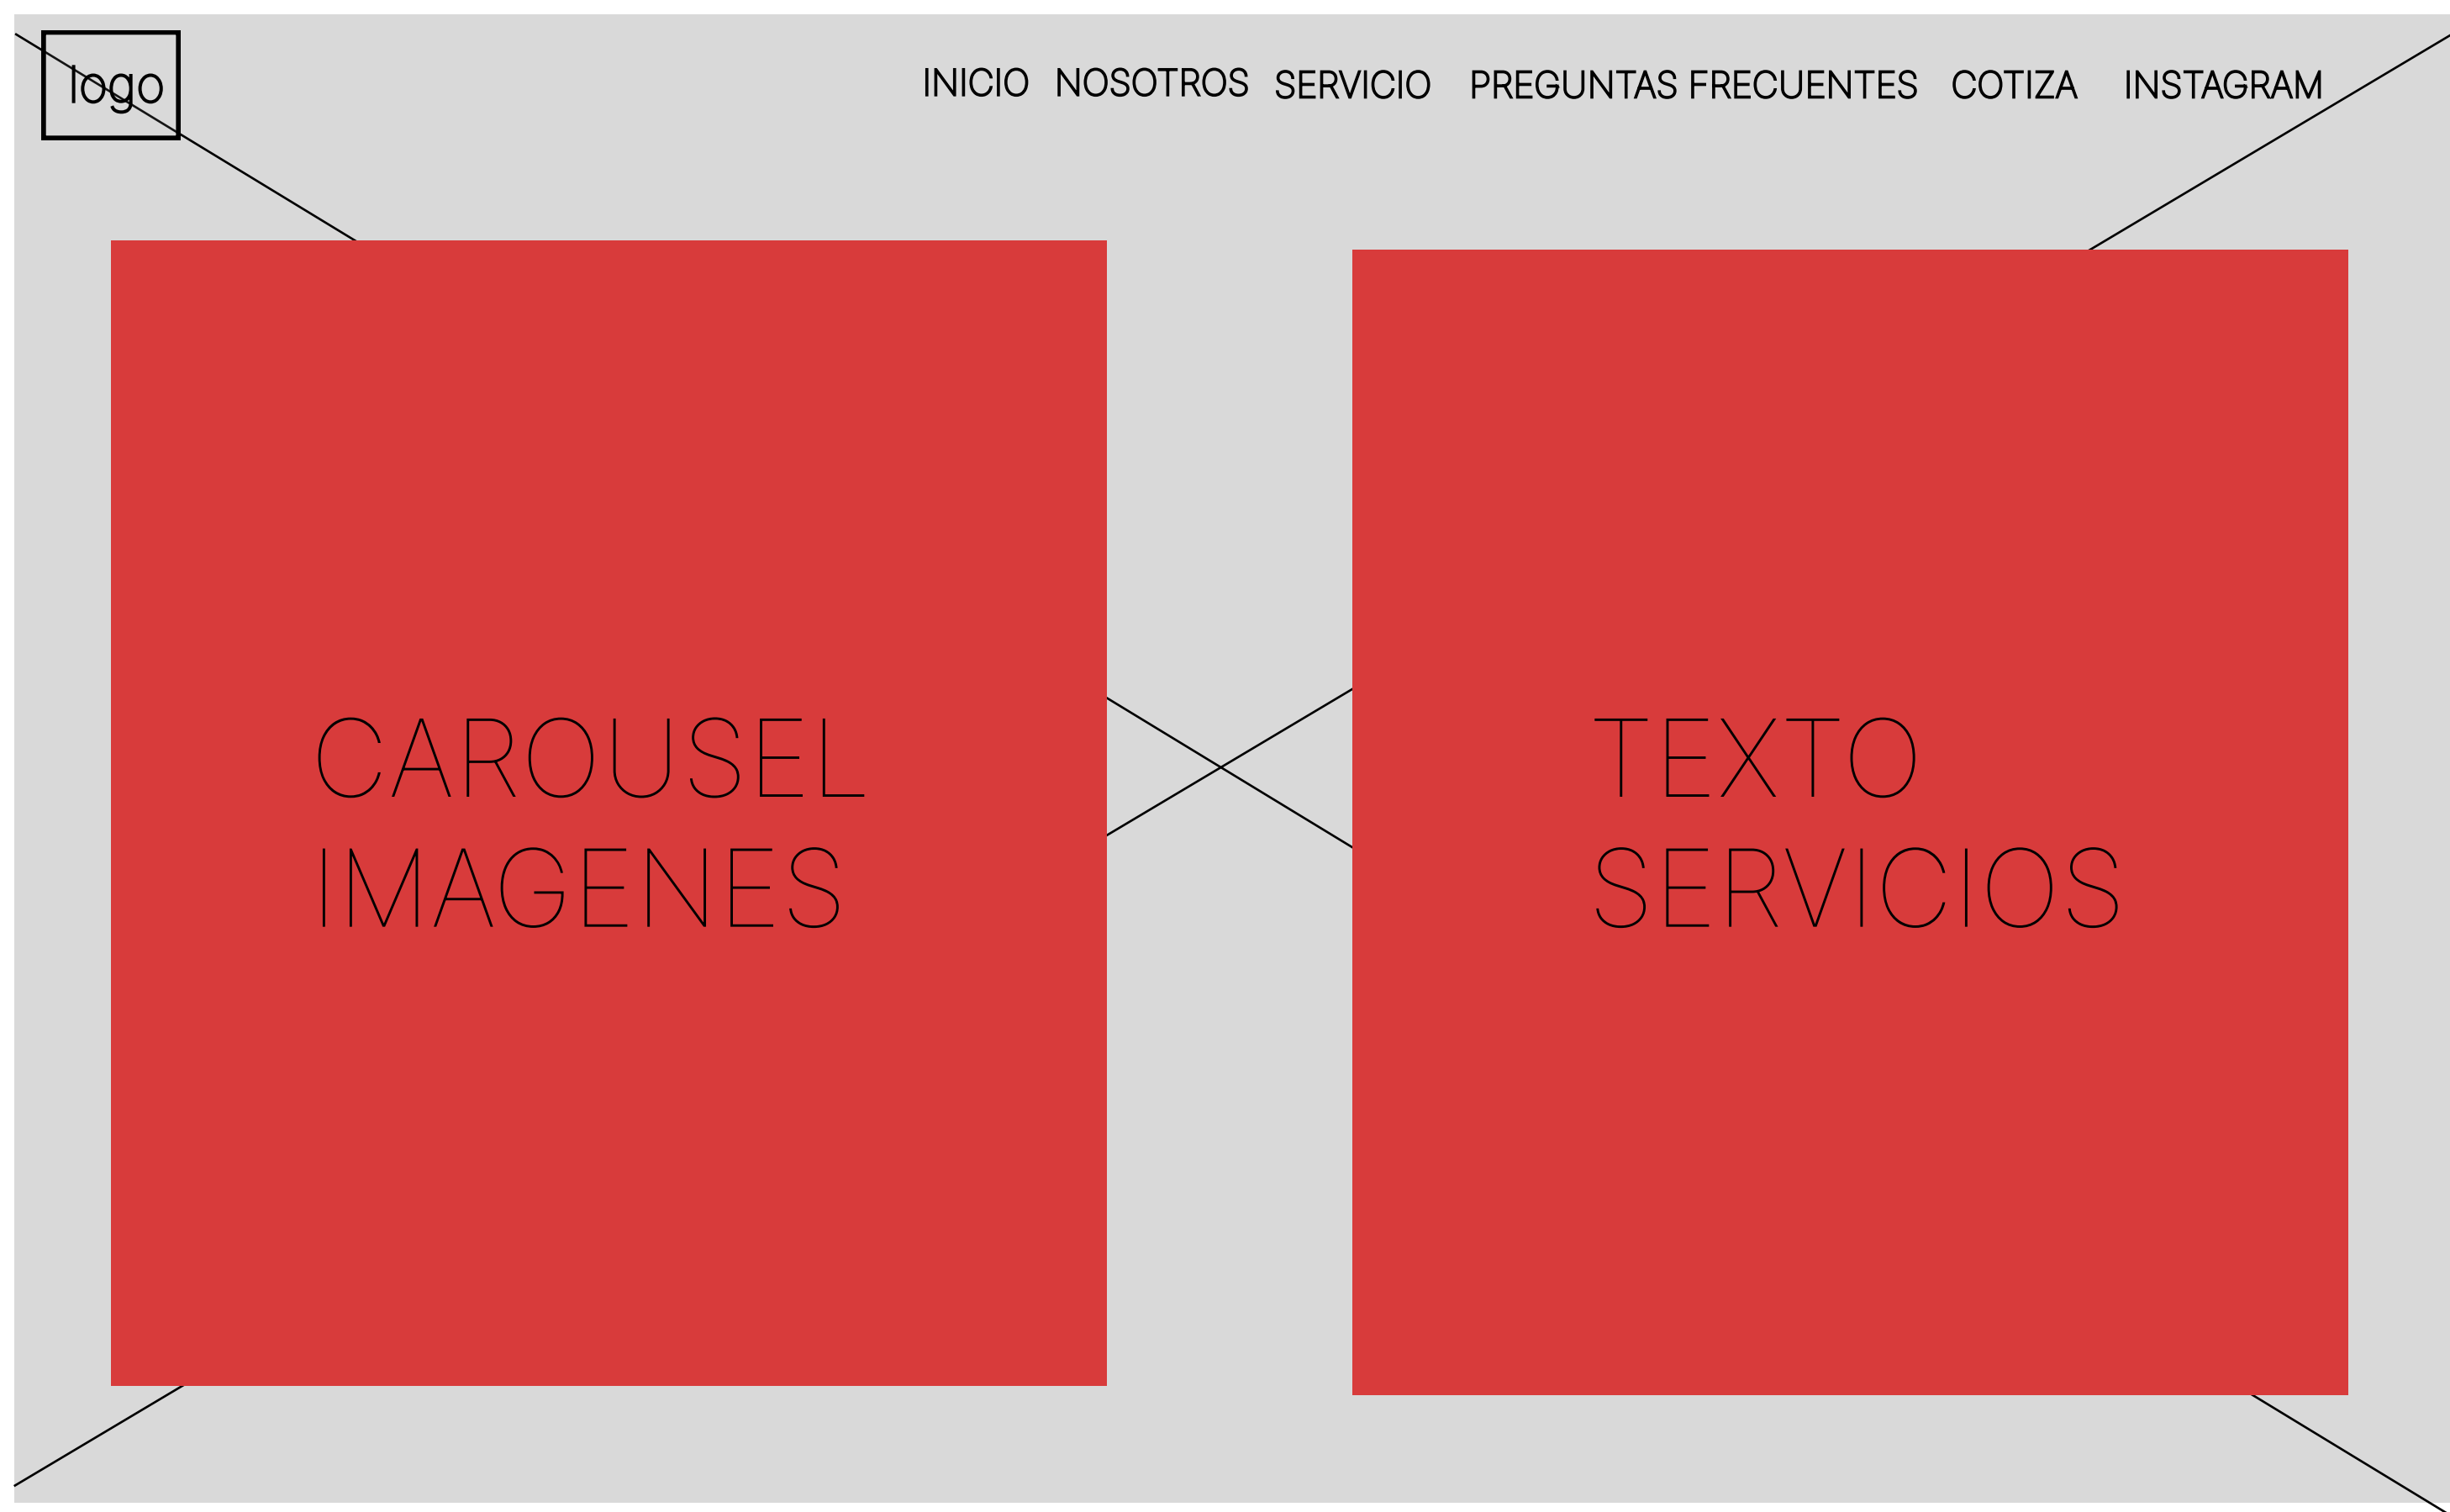 logo
INICIO NOSOTROS SERVICIO PREGUNTAS FRECUENTES COTIZA INSTAGRAM
CAROUSEL
IMAGENES
TEXTO
SERVICIOS